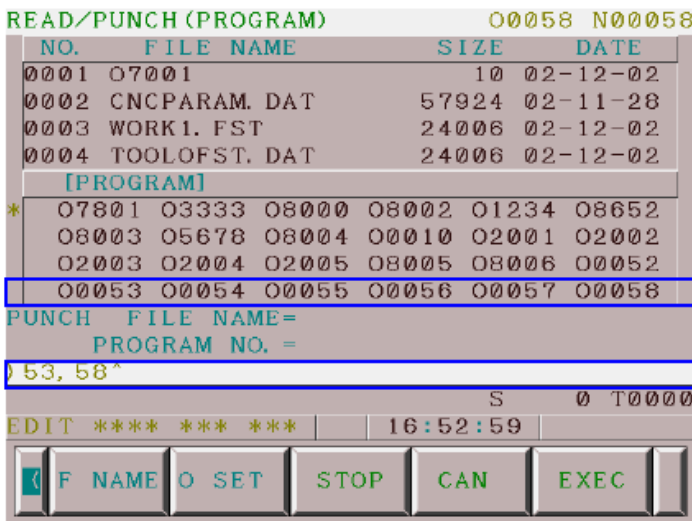 READ/PUNCH(PROGRAM) O0058 N00058
NO. FILE NAME SIZE DATE
0001 O7001 10 02-12-02
0002 CNCPARAM. DAT 57924 02-11-28
0003 WORK1. FST 24006 02-12-02
0004 TOOLOFST. DAT 24006 02-12-02
[PROGRAM]
* O7801 O3333 O8000 O8002 O1234 O8652
O8003 O5678 O8004 O0010 O2001 O2002
O2003 O2004 O2005 O8005 O8006 O0052
O0053 O0054 O0055 O0056 O0057 O0058
PUNCH FILE NAME=
PROGRAM NO. =
)53, 58^
S 0 T0000
EDIT **** *** *** 16:52:59
F NAME O SET STOP CAN EXEC